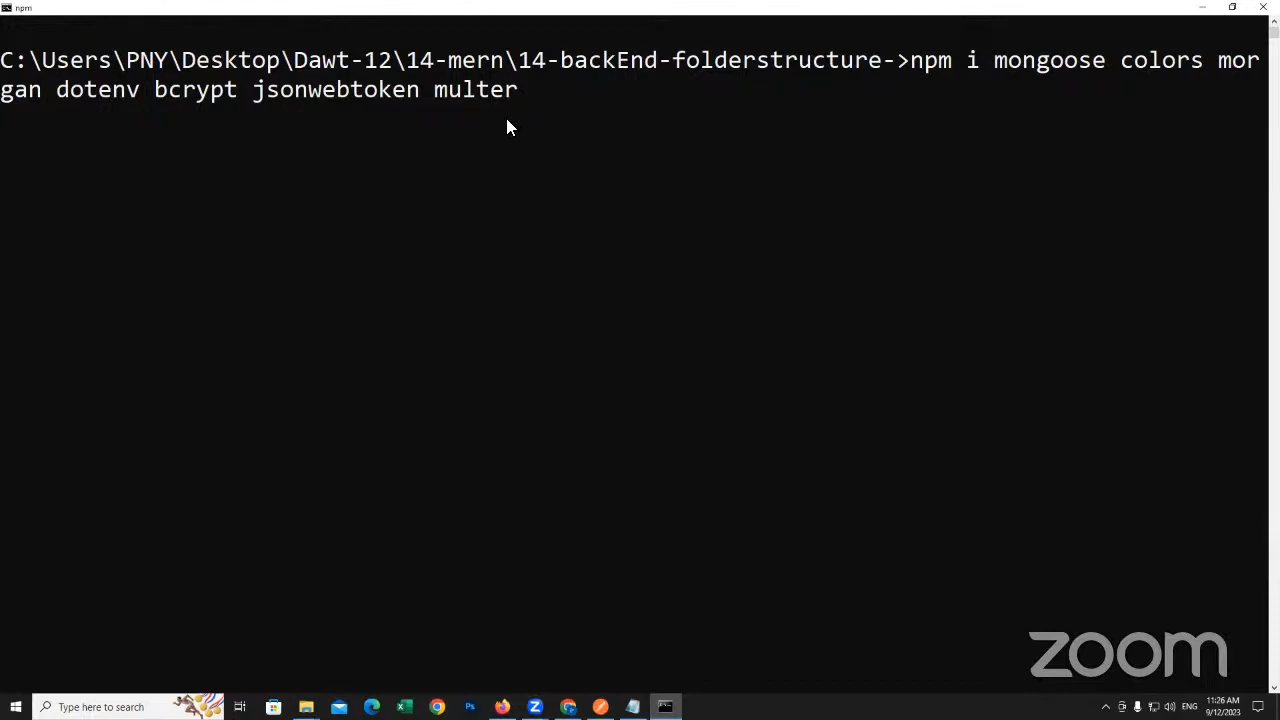 npm
C:\Users\PNY\Desktop\Dawt-12\14-mern\14-backEnd-folderstructure->npm i mongoose colors mor
gan dotenv bcrypt jsonwebtoken multer
zoom
Type here to search
Ps
ENG
11:26 AM
9/12/2023